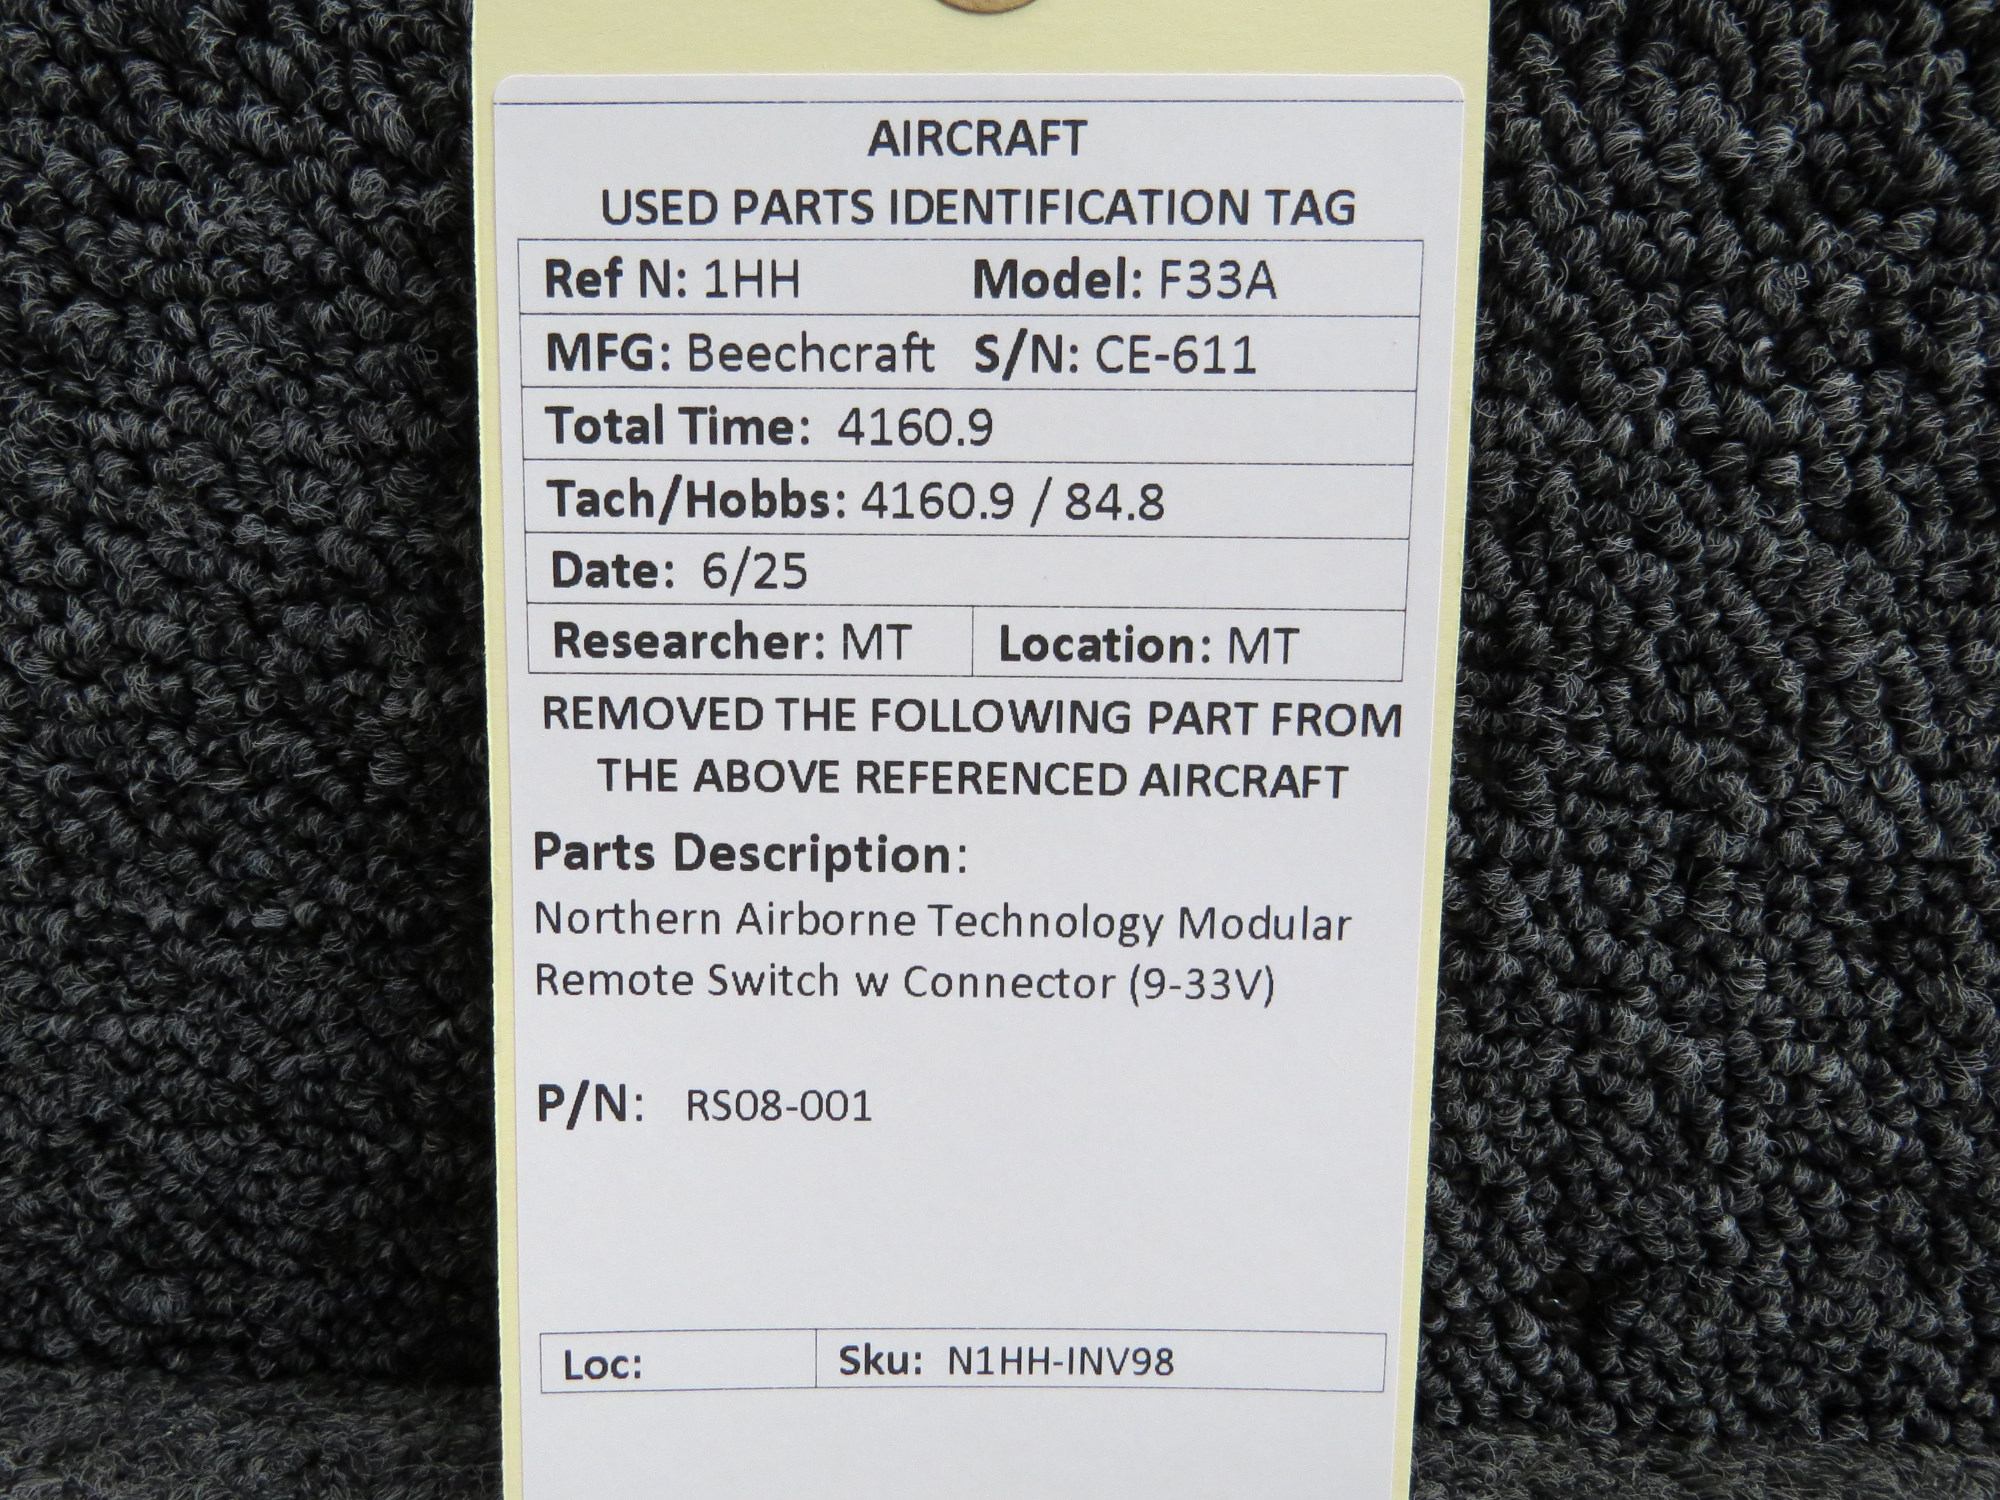 AIRCRAFT
USED PARTS IDENTIFICATION TAG
Ref N: 1HH Model: F33A
MFG: Beechcraft S/N: CE-611
Total Time: 4160.9
Tach/Hobbs: 4160.9 / 84.8
Date: 6/25
Researcher: MT Location: MT
REMOVED THE FOLLOWING PART FROM
THE ABOVE REFERENCED AIRCRAFT
Parts Description:
Northern Airborne Technology Modular
Remote Switch w Connector (9-33V)
P/N: RS08-001
Loc: Sku: N1HH-INV98